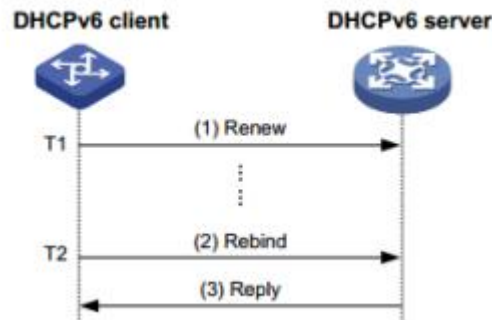 DHCPv6 client
DHCPv6 server
(1) Renew
T1
(2) Rebind
T2
(3) Reply